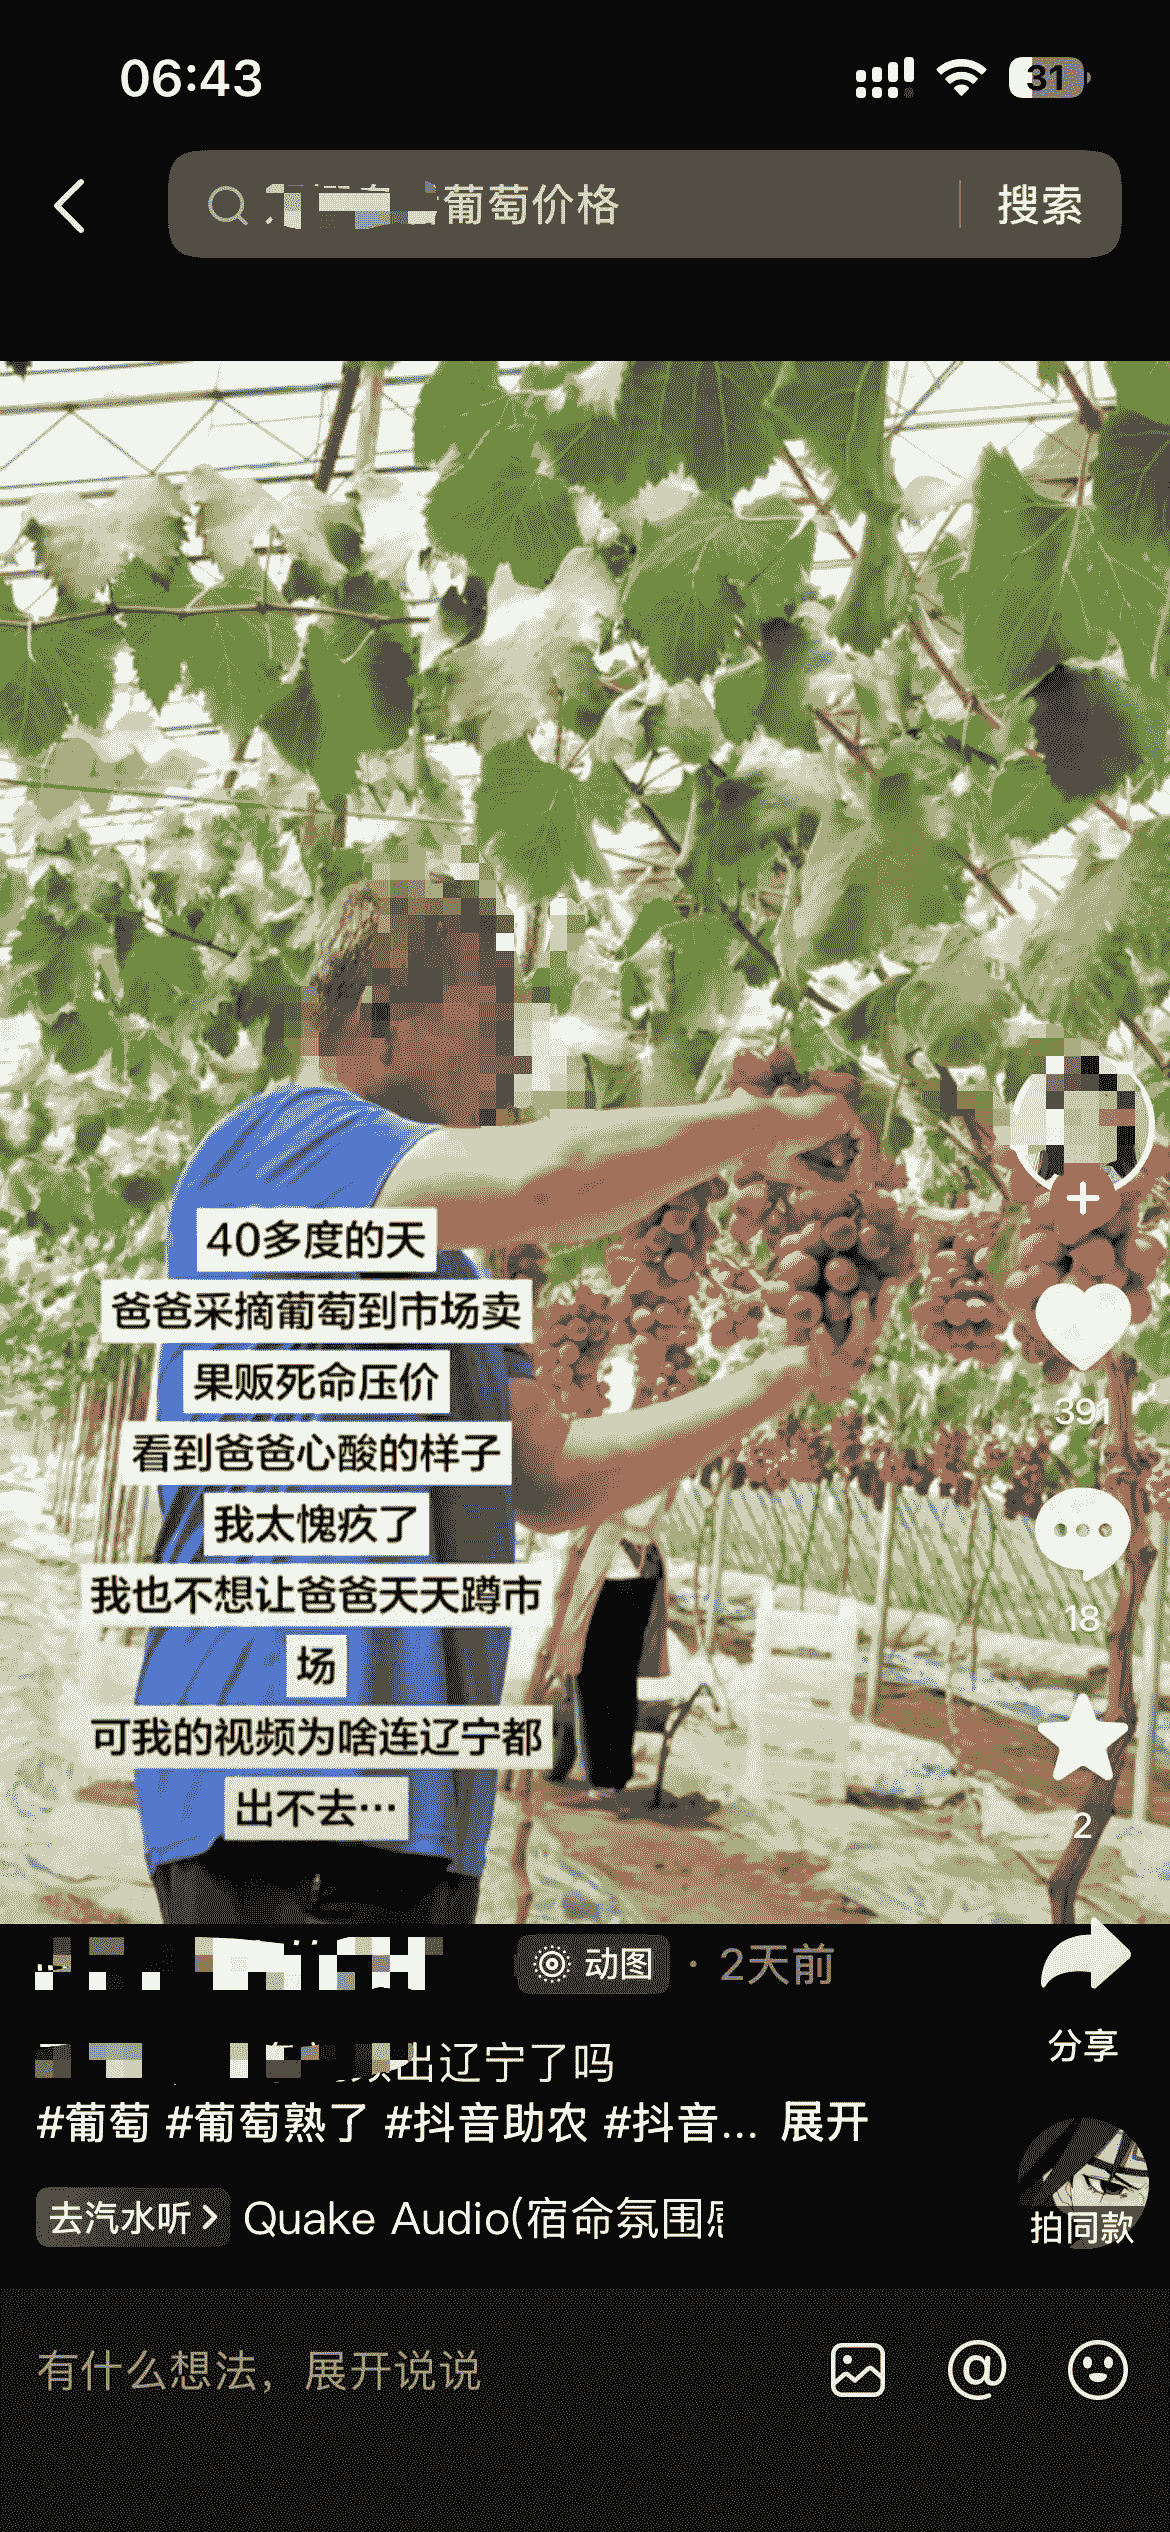 06:43
31
葡萄价格
搜索
40多度的天
爸爸采摘葡萄到市场卖
果贩死命压价
看到爸爸心酸的样子
我太愧疚了
我也不想让爸爸天天蹲市
场
可我的视频为啥连辽宁都
出不去…
391
18
2
动图 · 2天前
分享
出辽宁了吗
#葡萄 #葡萄熟了 #抖音助农 #抖音... 展开
去汽水听 > Quake Audio(宿命氛围感
拍同款
有什么想法，展开说说